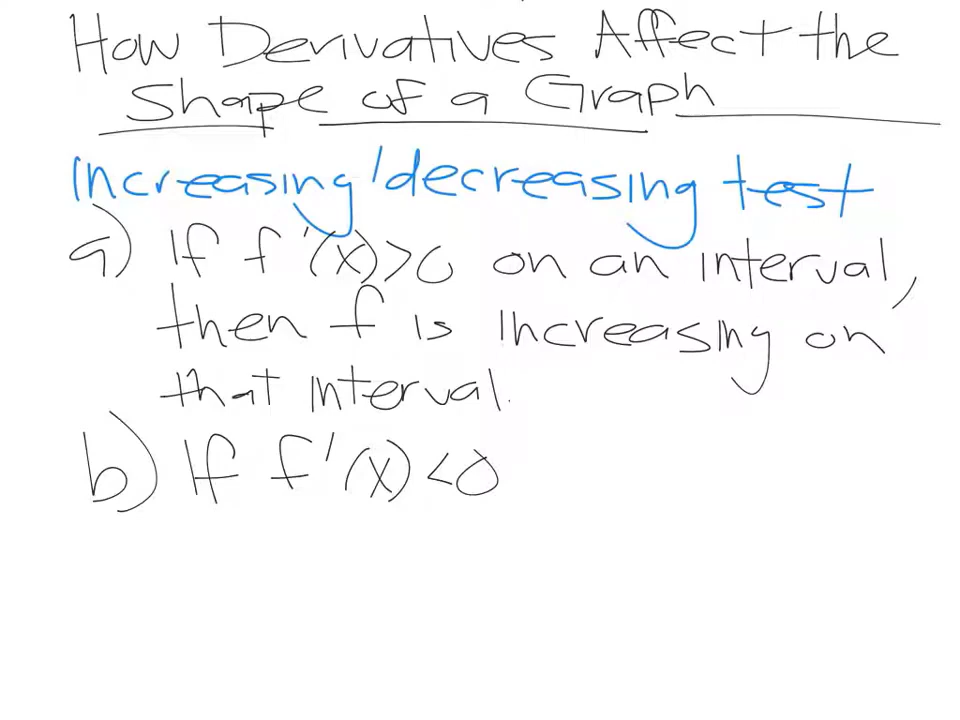 How Derivatives Affect the
Shape of a Graph
Increasing/decreasing test
a) If f'(x)>0 on an interval,
then f is increasing on
that interval.
b) If f'(x)<0